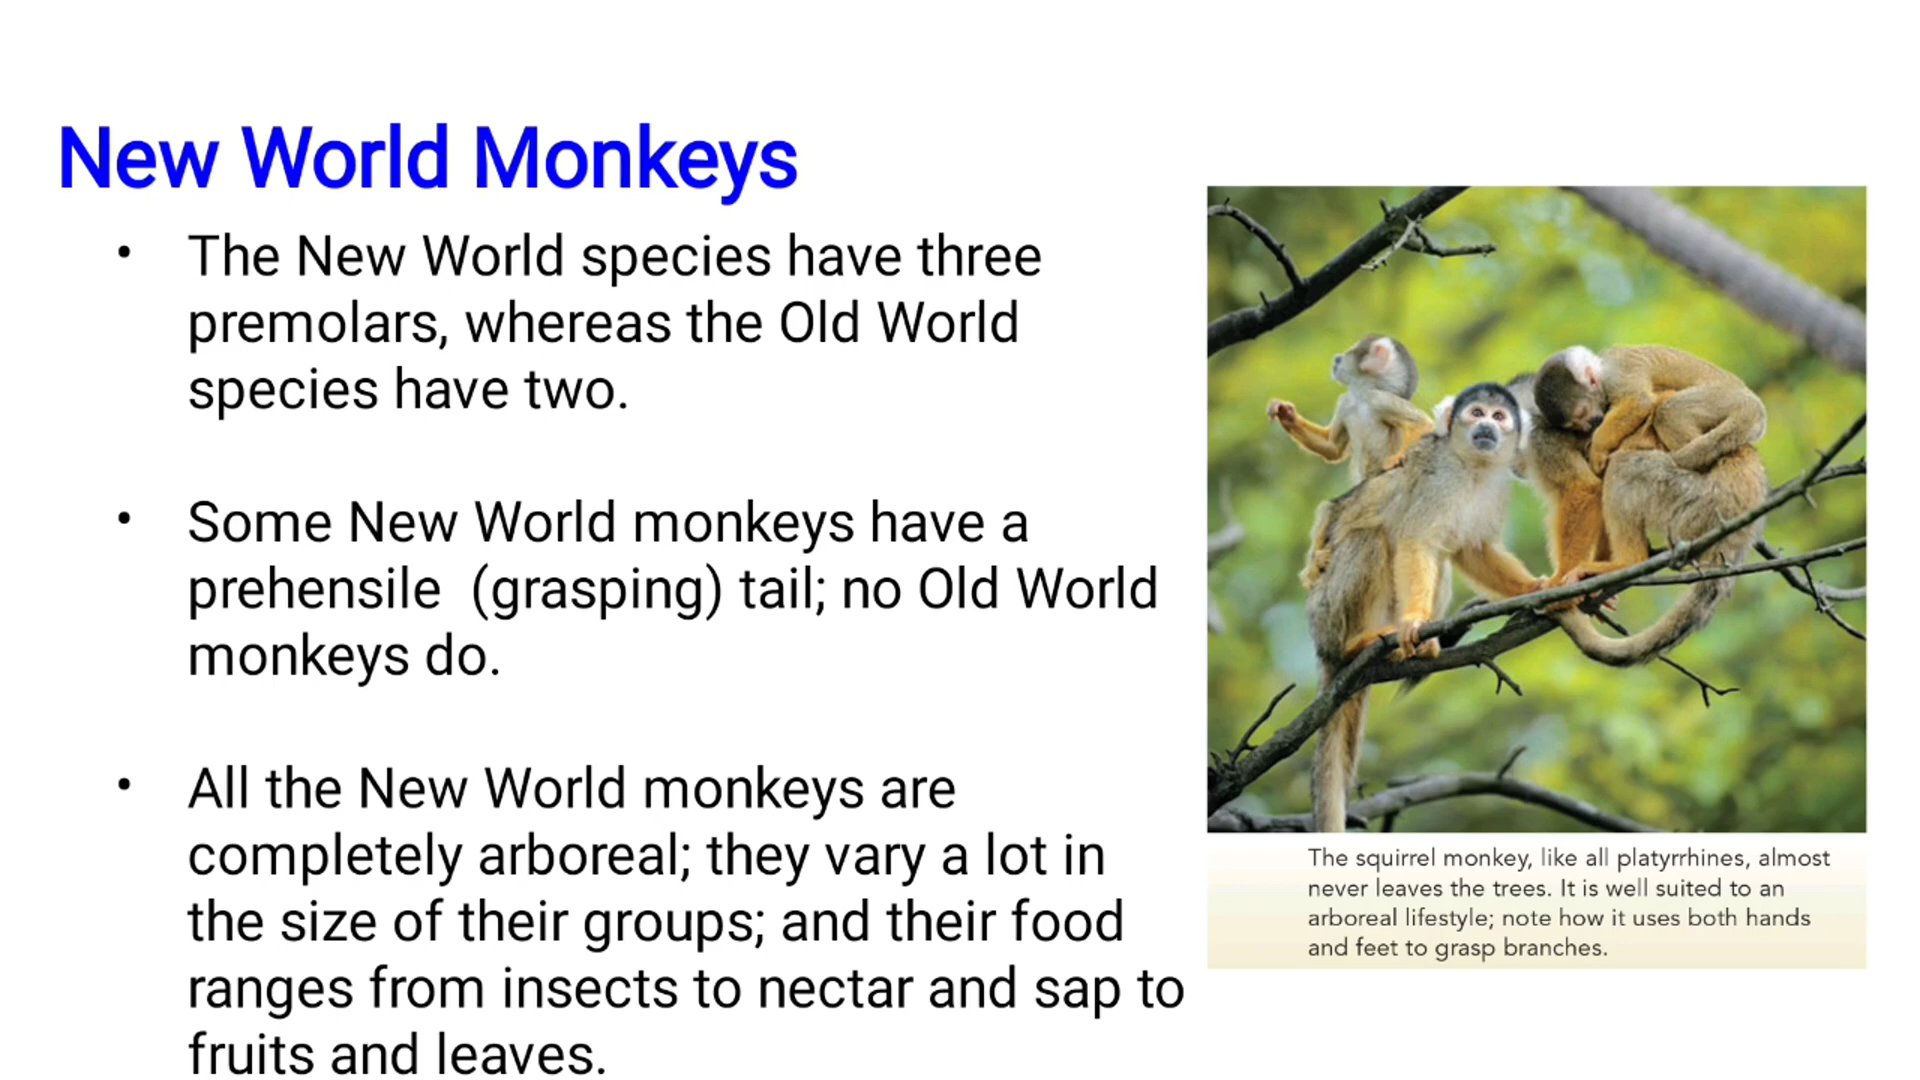 New World Monkeys
• The New World species have three
premolars, whereas the Old World
species have two.
• Some New World monkeys have a
prehensile  (grasping) tail; no Old World
monkeys do.
• All the New World monkeys are
completely arboreal; they vary a lot in
the size of their groups; and their food
ranges from insects to nectar and sap to
fruits and leaves.
The squirrel monkey, like all platyrrhines, almost
never leaves the trees. It is well suited to an
arboreal lifestyle; note how it uses both hands
and feet to grasp branches.